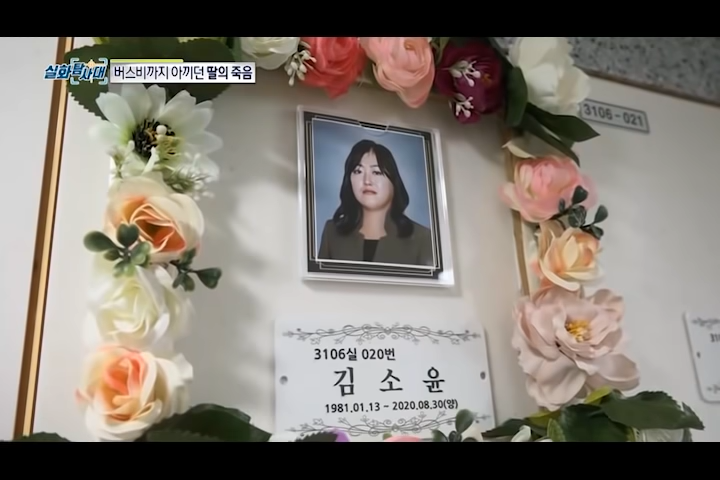 실화탐사대
버스비까지 아끼던 딸의 죽음
3106-021
3106실 020번
김소윤
1981.01.13 - 2020.08.30(양)